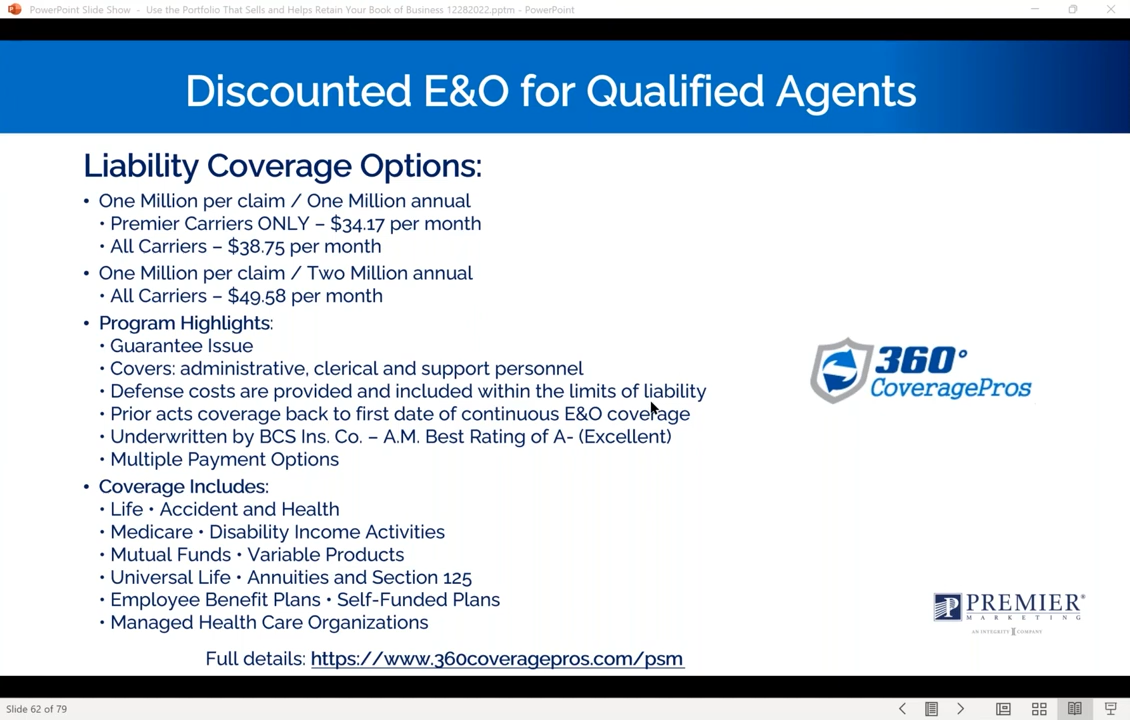 PowerPoint Slide Show - Use the Portfolio That Sells and Helps Retain Your Book of Business 12282022.pptm - PowerPoint
Discounted E&O for Qualified Agents
Liability Coverage Options:
• One Million per claim / One Million annual
• Premier Carriers ONLY – $34.17 per month
• All Carriers – $38.75 per month
• One Million per claim / Two Million annual
• All Carriers – $49.58 per month
• Program Highlights:
• Guarantee Issue
• Covers: administrative, clerical and support personnel
• Defense costs are provided and included within the limits of liability
• Prior acts coverage back to first date of continuous E&O coverage
• Underwritten by BCS Ins. Co. – A.M. Best Rating of A- (Excellent)
• Multiple Payment Options
• Coverage Includes:
• Life • Accident and Health
• Medicare • Disability Income Activities
• Mutual Funds • Variable Products
• Universal Life • Annuities and Section 125
• Employee Benefit Plans • Self-Funded Plans
• Managed Health Care Organizations
Full details: https://www.360coveragepros.com/psm
360°
CoveragePros
PREMIER®
MARKETING
AN INTEGRITY COMPANY
Slide 62 of 79